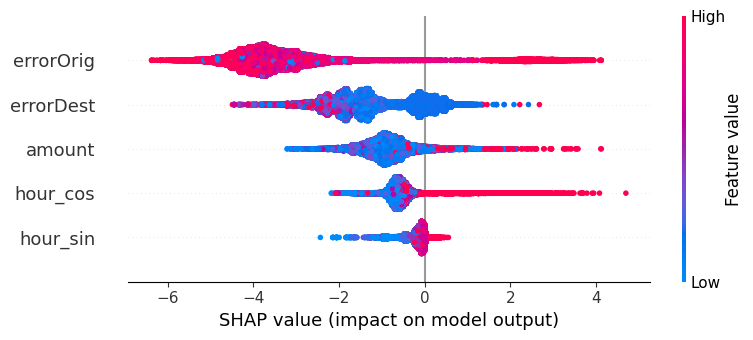 High
errorOrig
errorDest
amount
hour_cos
hour_sin
Feature value
Low
−6 −4 −2 0 2 4
SHAP value (impact on model output)